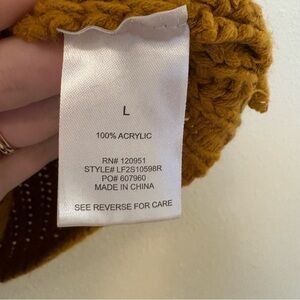 L
100% ACRYLIC
RN# 120951
STYLE# LF2S10598R
PO# 607960
MADE IN CHINA
SEE REVERSE FOR CARE